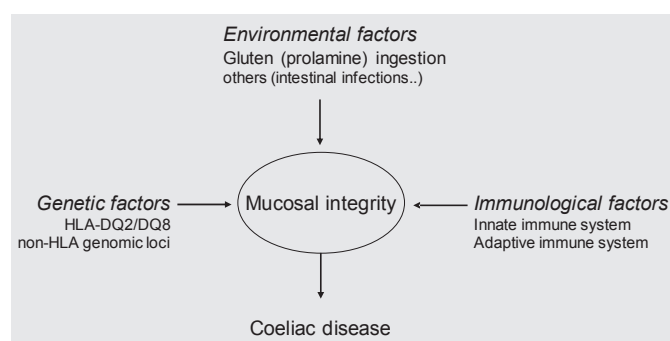 Environmental factors
Gluten (prolamine) ingestion
others (intestinal infections..)
Genetic factors
HLA-DQ2/DQ8
non-HLA genomic loci
Mucosal integrity
Immunological factors
Innate immune system
Adaptive immune system
Coeliac disease